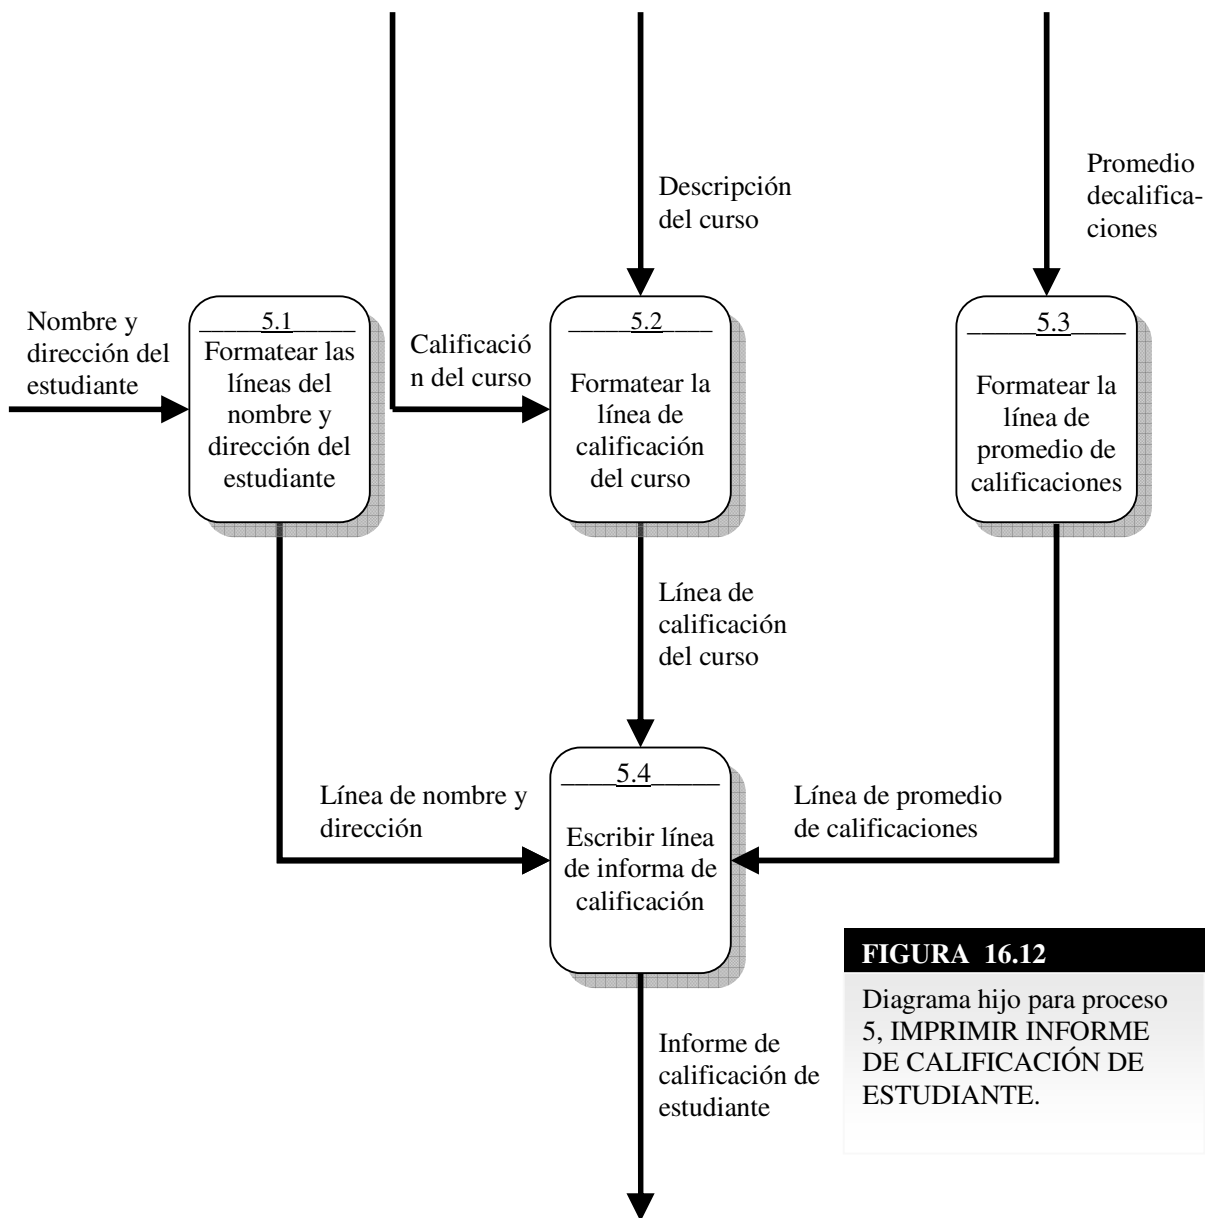 Descripción
del curso
Promedio
decalifica-
ciones
Nombre y
dirección del
estudiante
5.1
Formatear las
líneas del
nombre y
dirección del
estudiante
Calificació
n del curso
5.2
Formatear la
línea de
calificación
del curso
5.3
Formatear la
línea de
promedio de
calificaciones
Línea de
calificación
del curso
Línea de nombre y
dirección
5.4
Escribir línea
de informa de
calificación
Línea de promedio
de calificaciones
Informe de
calificación de
estudiante
FIGURA 16.12
Diagrama hijo para proceso
5, IMPRIMIR INFORME
DE CALIFICACIÓN DE
ESTUDIANTE.